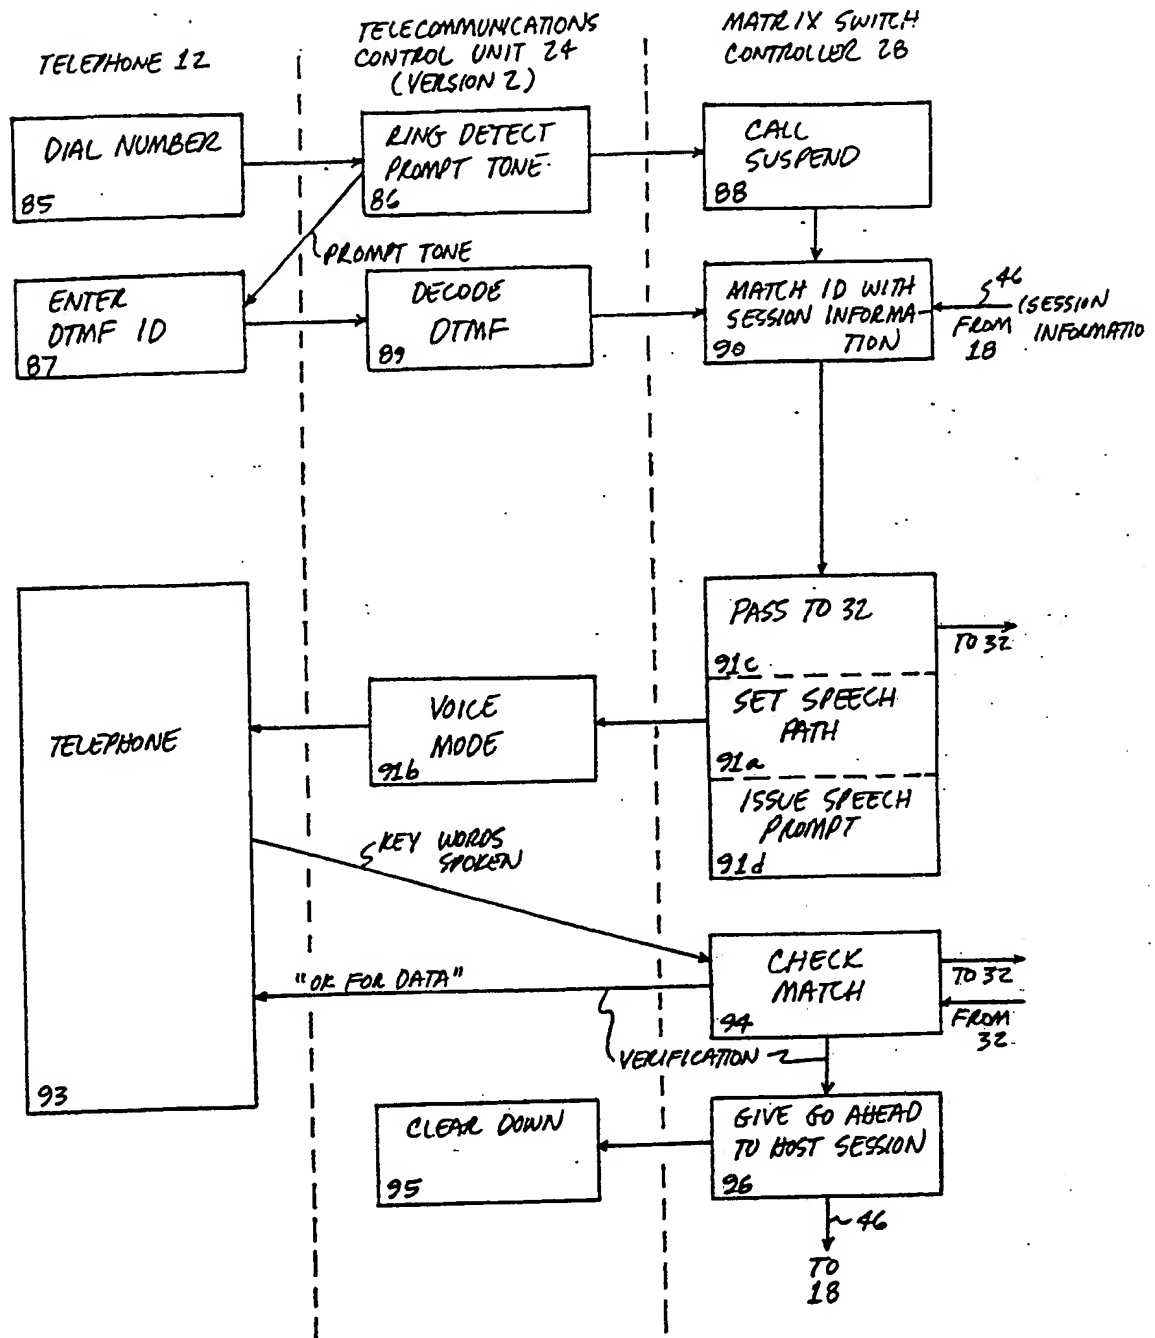 TELEPHONE 12
TELECOMMUNICATIONS
CONTROL UNIT 24
(VERSION 2)
MATRIX SWITCH
CONTROLLER 28
DIAL NUMBER
85
RING DETECT
PROMPT TONE
86
CALL
SUSPEND
88
PROMPT TONE
ENTER
DTMF ID
87
DECODE
DTMF
89
MATCH ID WITH
SESSION INFORMA-
TION
90
46
FROM
18
(SESSION
INFORMATIO
PASS TO 32
91c
TO 32
SET SPEECH
PATH
91a
ISSUE SPEECH
PROMPT
91d
VOICE
MODE
91b
TELEPHONE
93
KEY WORDS
SPOKEN
"OK FOR DATA"
CHECK
MATCH
94
TO 32
FROM
32
VERIFICATION
CLEAR DOWN
95
GIVE GO AHEAD
TO HOST SESSION
96
46
TO
18